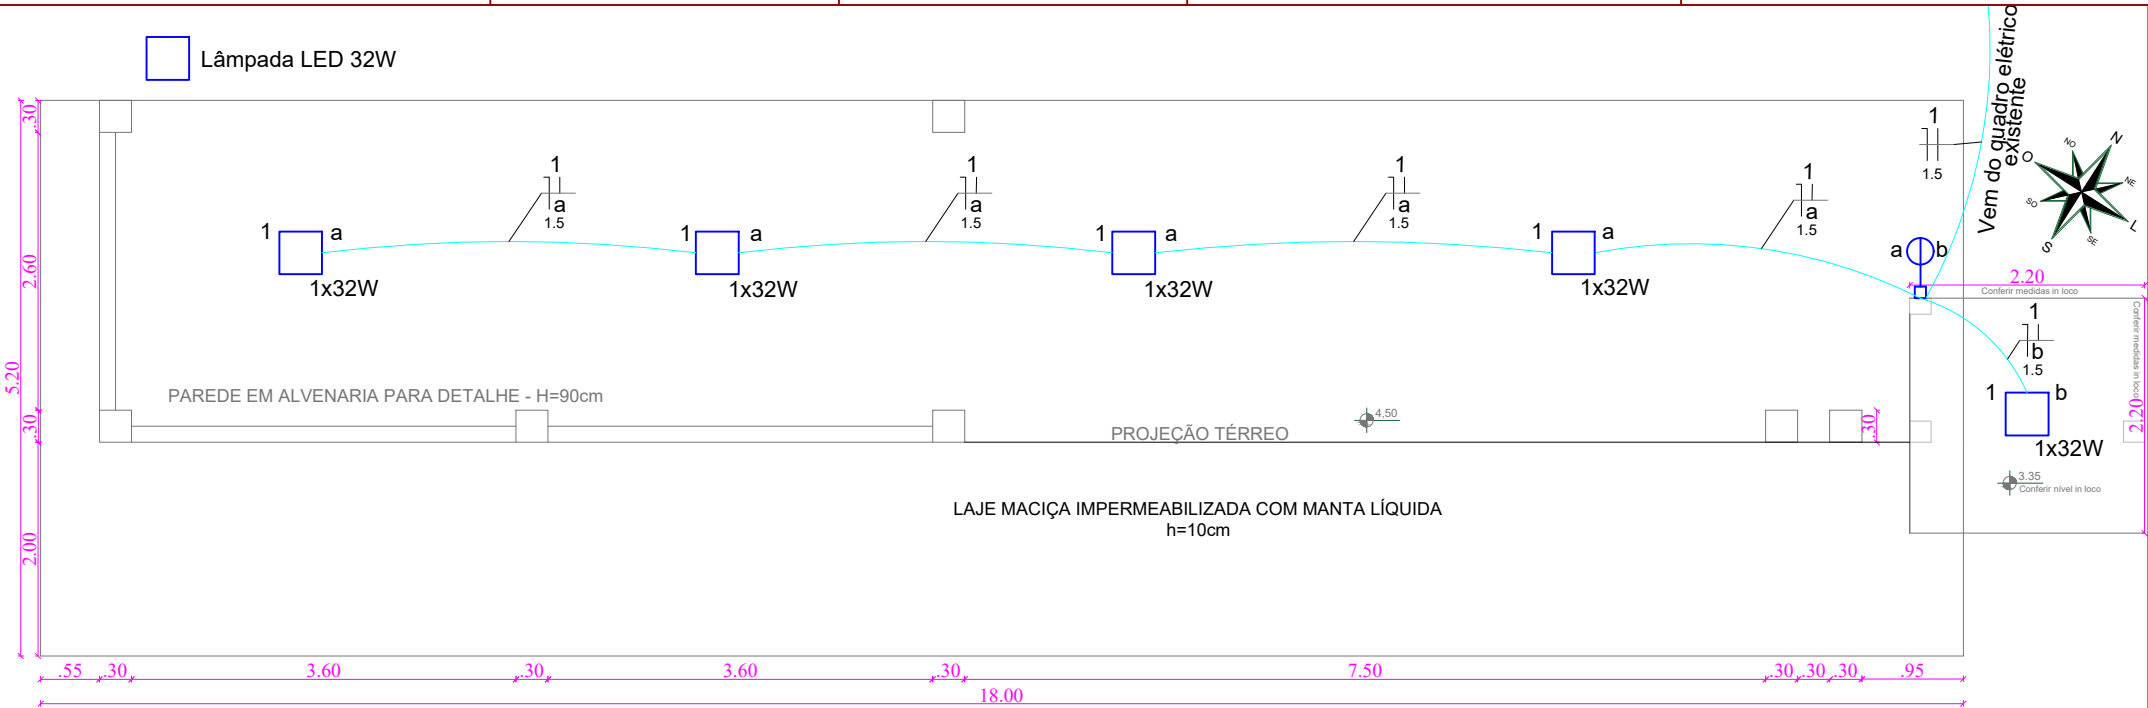 Lâmpada LED 32W
Vem do quadro elétrico
existente
1
1.5
N
NE
L
SE
S
SO
O
NO
1
a
1.5
1
a
1.5
1
a
1.5
1
a
1.5
1 a
1x32W
1 a
1x32W
1 a
1x32W
1 a
1x32W
a b
2.20
Conferir medidas in loco
Conferir medidas in loco
2.20
1
b
1.5
1 b
1x32W
3.35
Conferir nível in loco
PAREDE EM ALVENARIA PARA DETALHE - H=90cm
PROJEÇÃO TÉRREO
4,50
.30
LAJE MACIÇA IMPERMEABILIZADA COM MANTA LÍQUIDA
h=10cm
.30
2.60
.30
2.00
5.20
.55 .30 3.60 .30 3.60 .30 7.50 .30 .30 .30 .95
18.00